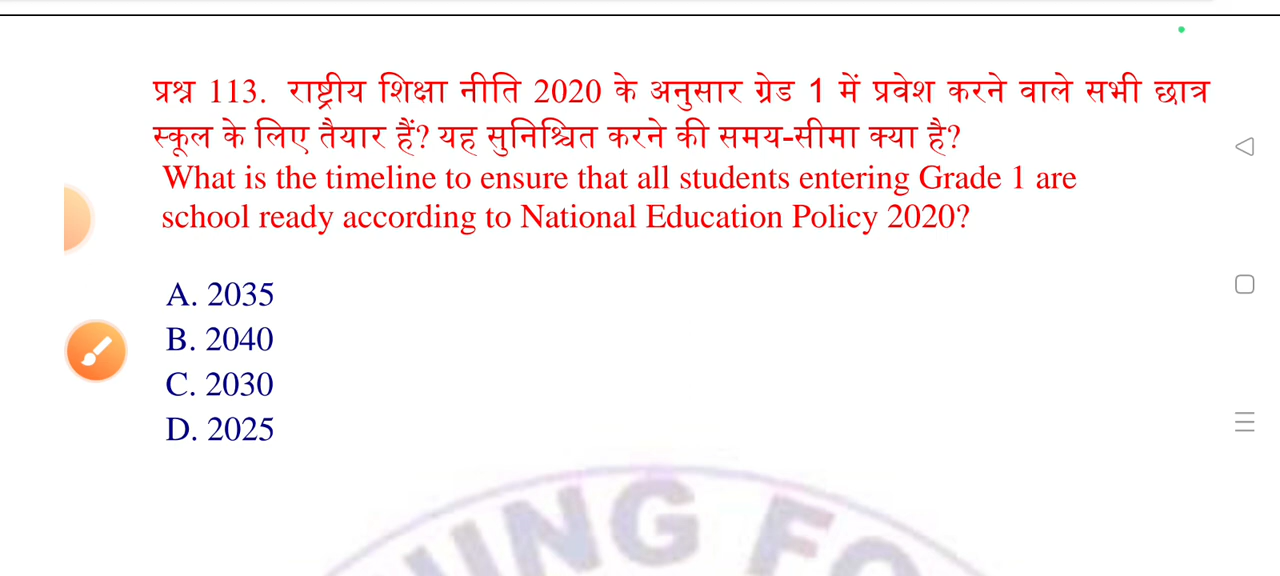 प्रश्न 113. राष्ट्रीय शिक्षा नीति 2020 के अनुसार ग्रेड 1 में प्रवेश करने वाले सभी छात्र
स्कूल के लिए तैयार हैं? यह सुनिश्चित करने की समय-सीमा क्या है?
What is the timeline to ensure that all students entering Grade 1 are
school ready according to National Education Policy 2020?
A. 2035
B. 2040
C. 2030
D. 2025